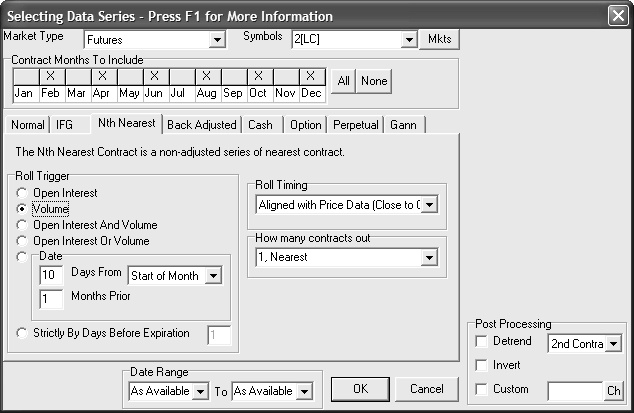 Selecting Data Series - Press F1 for More Information
Market Type Futures Symbols 2[LC] Mkts
Contract Months To Include
X X X X X X
Jan Feb Mar Apr May Jun Jul Aug Sep Oct Nov Dec All None
Normal IFG Nth Nearest Back Adjusted Cash Option Perpetual Gann
The Nth Nearest Contract is a non-adjusted series of nearest contract.
Roll Trigger
Open Interest
Volume
Open Interest And Volume
Open Interest Or Volume
Date
10 Days From Start of Month
1 Months Prior
Strictly By Days Before Expiration 1
Roll Timing
Aligned with Price Data (Close to
How many contracts out
1, Nearest
Post Processing
Detrend 2nd Contra
Invert
Custom Ch
Date Range
As Available To As Available OK Cancel